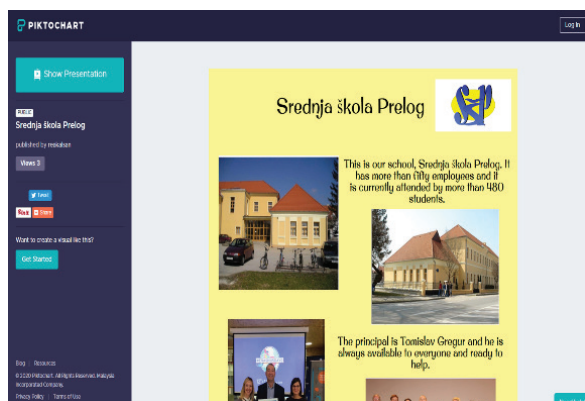 PIKTOCHART
Log In
Show Presentation
PUBLIC
Srednja škola Prelog
published by
Views 3
Tweet
Share
Want to create a visual like this?
Get Started
Blog | Resources
© 2020 Piktochart. All Rights Reserved. Malaysia
Incorporated Company.
Privacy Policy | Terms of Use
Srednja škola Prelog
This is our school, Srednja škola Prelog. It
has more than fifty employees and it
is currently attended by more than 480
students.
The principal is Tomislav Gregur and he is
always available to everyone and ready to
help.